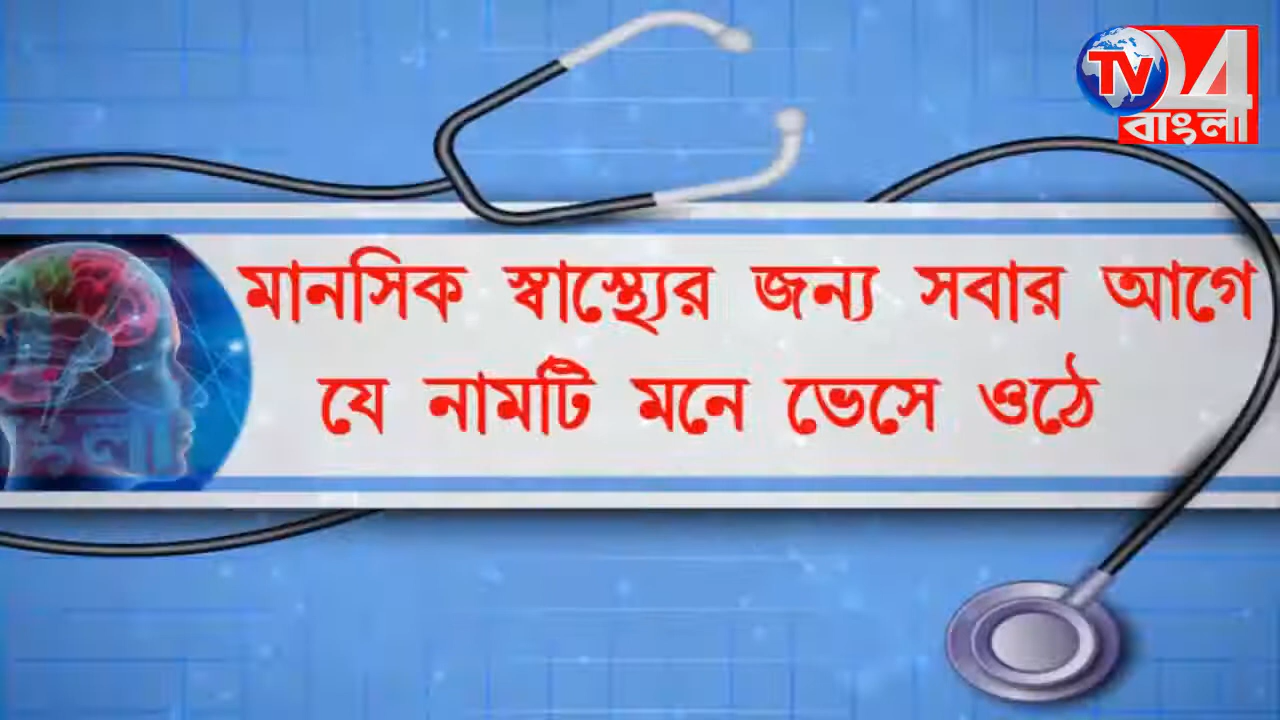 TV 24
বাংলা
মানসিক স্বাস্থ্যের জন্য সবার আগে
যে নামটি মনে ভেসে ওঠে